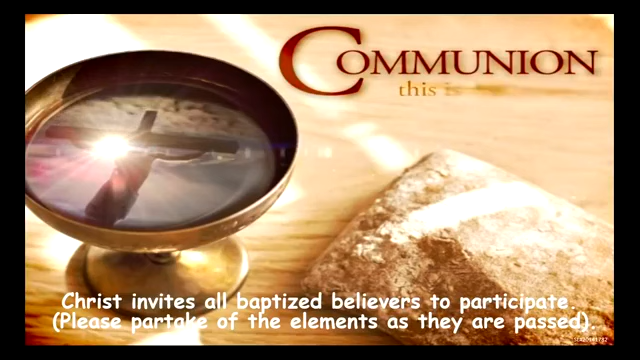 COMMUNION
this is
Christ invites all baptized believers to participate.
(Please partake of the elements as they are passed).